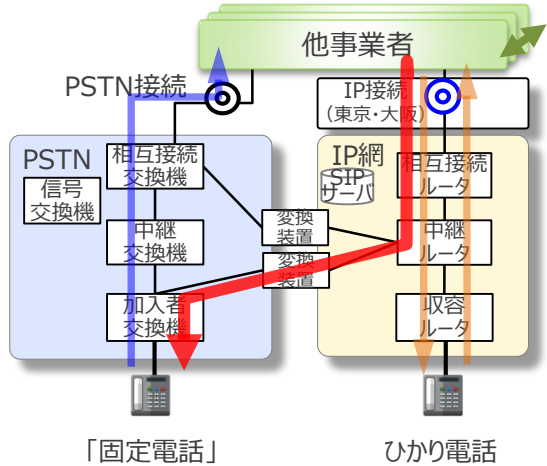 他事業者
PSTN接続
IP接続
(東京・大阪)
PSTN
相互接続
交換機
信号
交換機
中継
交換機
加入者
交換機
変換
装置
変換
装置
IP網
SIP
サーバ
相互接続
ルータ
中継
ルータ
収容
ルータ
「固定電話」
ひかり電話